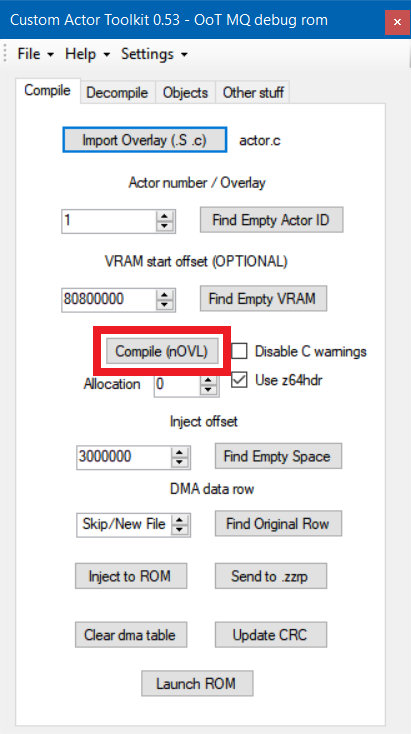 Custom Actor Toolkit 0.53 - OoT MQ debug rom
File Help Settings
Compile Decompile Objects Other stuff
Import Overlay (.S .c) actor.c
Actor number / Overlay
1 Find Empty Actor ID
VRAM start offset (OPTIONAL)
80800000 Find Empty VRAM
Compile (nOVL) Disable C warnings
Allocation 0 Use z64hdr
Inject offset
3000000 Find Empty Space
DMA data row
Skip/New File Find Original Row
Inject to ROM Send to .zzrp
Clear dma table Update CRC
Launch ROM